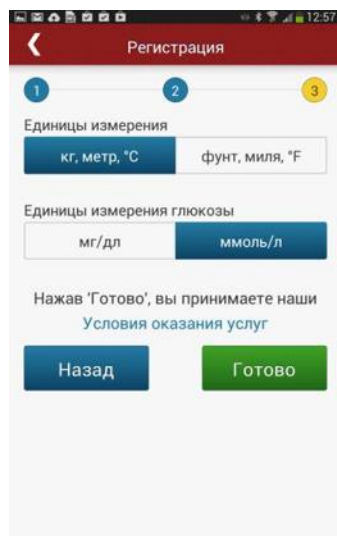 12:57
Регистрация
1 2 3
Единицы измерения
кг, метр, °C фунт, миля, °F
Единицы измерения глюкозы
мг/дл ммоль/л
Нажав 'Готово', вы принимаете наши
Условия оказания услуг
Назад Готово